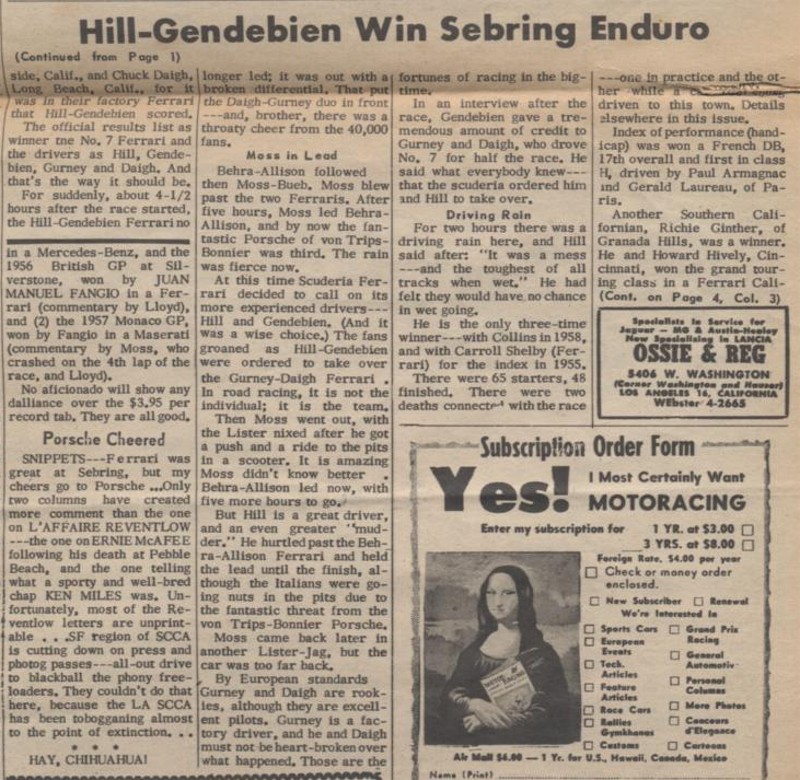 Hill-Gendebien Win Sebring Enduro
(Continued from Page 1)
side, Calif., and Chuck Daigh,
Long Beach, Calif., for it
was in their factory Ferrari
that Hill-Gendebien scored.
The official results list as
winner tne No. 7 Ferrari and
the drivers as Hill, Gende-
bien, Gurney and Daigh. And
that's the way it should be.
For suddenly, about 4-1/2
hours after the race started,
the Hill-Gendebien Ferrari no
longer led; it was out with a
broken differential. That put
the Daigh-Gurney duo in front
---and, brother, there was a
throaty cheer from the 40,000
fans.
Moss in Lead
Behra-Allison followed
then Moss-Bueb. Moss blew
past the two Ferraris. After
five hours, Moss led Behra-
Allison, and by now the fan-
tastic Porsche of von Trips-
Bonnier was third. The rain
was fierce now.
At this time Scuderia Fer-
rari decided to call on its
more experienced drivers---
Hill and Gendebien. (And it
was a wise choice.) The fans
groaned as Hill-Gendebien
were ordered to take over
the Gurney-Daigh Ferrari .
In road racing, it is not the
individual; it is the team.
Then Moss went out, with
the Lister nixed after he got
a push and a ride to the pits
in a scooter. It is amazing
Moss didn't know better .
Behra-Allison led now, with
five more hours to go.
But Hill is a great driver,
and an even greater "mud-
der." He hurtled past the Beh-
ra-Allison Ferrari and held
the lead until the finish, al-
though the Italians were go-
ing nuts in the pits due to
the fantastic threat from the
von Trips-Bonnier Porsche.
Moss came back later in
another Lister-Jag, but the
car was too far back.
By European standards
Gurney and Daigh are rook-
ies, although they are excell-
ent pilots. Gurney is a fac-
tory driver, and he and Daigh
must not be heart-broken over
what happened. Those are the
fortunes of racing in the big-
time.
In an interview after the
race, Gendebien gave a tre-
mendous amount of credit to
Gurney and Daigh, who drove
No. 7 for half the race. He
said what everybody knew---
that the scuderia ordered him
and Hill to take over.
Driving Rain
For two hours there was a
driving rain here, and Hill
said after: "It was a mess
---and the toughest of all
tracks when wet." He had
felt they would have no chance
in wet going.
He is the only three-time
winner---with Collins in 1958,
and with Carroll Shelby (Fer-
rari) for the index in 1955.
There were 65 starters, 48
finished. There were two
deaths connected with the race
---one in practice and the ot-
her while a
driven to this town. Details
elsewhere in this issue.
Index of performance (hand-
icap) was won a French DB,
17th overall and first in class
H, driven by Paul Armagnac
and Gerald Laureau, of Pa-
ris.
Another Southern Cali-
fornian, Richie Ginther, of
Granada Hills, was a winner.
He and Howard Hively, Cin-
cinnati, won the grand tour-
ing class in a Ferrari Cali-
(Cont. on Page 4, Col. 3)
in a Mercedes-Benz, and the
1956 British GP at Sil-
verstone, won by JUAN
MANUEL FANGIO in a Fer-
rari (commentary by Lloyd),
and (2) the 1957 Monaco GP,
won by Fangio in a Maserati
(commentary by Moss, who
crashed on the 4th lap of the
race, and Lloyd).
No aficionado will show any
dalliance over the $3.95 per
record tab. They are all good.
Porsche Cheered
SNIPPETS---Ferrari was
great at Sebring, but my
cheers go to Porsche ...Only
two columns have created
more comment than the one
on L'AFFAIRE REVENTLOW
---the one on ERNIE McAFEE
following his death at Pebble
Beach, and the one telling
what a sporty and well-bred
chap KEN MILES was. Un-
fortunately, most of the Re-
ventlow letters are unprint-
able . . .SF region of SCCA
is cutting down on press and
photog passes---all-out drive
to blackball the phony free-
loaders. They couldn't do that
here, because the LA SCCA
has been tobogganing almost
to the point of extinction. . .
* * *
HAY, CHIHUAHUA!
Specialists in Service for
Jaguar - MG & Austin-Healey
Now Specializing in LANCIA
OSSIE & REG
5406 W. WASHINGTON
(Corner Washington and Hauser)
LOS ANGELES 16, CALIFORNIA
WEbster 4-2665
Subscription Order Form
Yes! I Most Certainly Want
MOTORACING
Enter my subscription for 1 YR. at $3.00
3 YRS. at $8.00
Foreign Rate, $4.00 per year
Check or money order
enclosed.
New Subscriber Renewal
We're Interested In
Sports Cars
European
Events
Tech.
Articles
Feature
Articles
Race Cars
Rallies
Gymkhanas
Customs
Grand Prix
Racing
General
Automotiv
Personal
Columns
More Photos
Concours
d'Elegance
Cartoons
Air Mail $6.00 — 1 Yr. for U.S., Hawaii, Canada, Mexico
Name (Print)